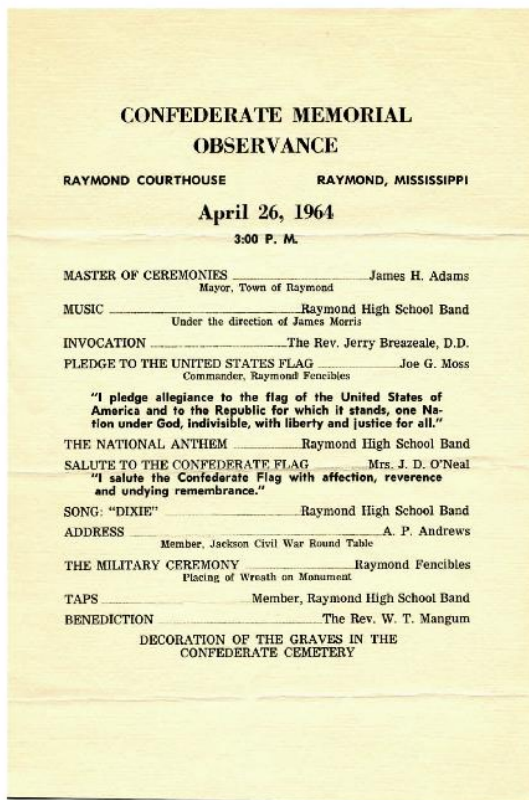 CONFEDERATE MEMORIAL
OBSERVANCE
RAYMOND COURTHOUSE RAYMOND, MISSISSIPPI
April 26, 1964
3:00 P. M.
MASTER OF CEREMONIES James H. Adams
Mayor, Town of Raymond
MUSIC Raymond High School Band
Under the direction of James Morris
INVOCATION The Rev. Jerry Breazeale, D.D.
PLEDGE TO THE UNITED STATES FLAG Joe G. Moss
Commander, Raymond Fencibles
"I pledge allegiance to the flag of the United States of
America and to the Republic for which it stands, one Na-
tion under God, indivisible, with liberty and justice for all."
THE NATIONAL ANTHEM Raymond High School Band
SALUTE TO THE CONFEDERATE FLAG Mrs. J. D. O'Neal
"I salute the Confederate Flag with affection, reverence
and undying remembrance."
SONG: "DIXIE" Raymond High School Band
ADDRESS A. P. Andrews
Member, Jackson Civil War Round Table
THE MILITARY CEREMONY Raymond Fencibles
Placing of Wreath on Monument
TAPS Member, Raymond High School Band
BENEDICTION The Rev. W. T. Mangum
DECORATION OF THE GRAVES IN THE
CONFEDERATE CEMETERY